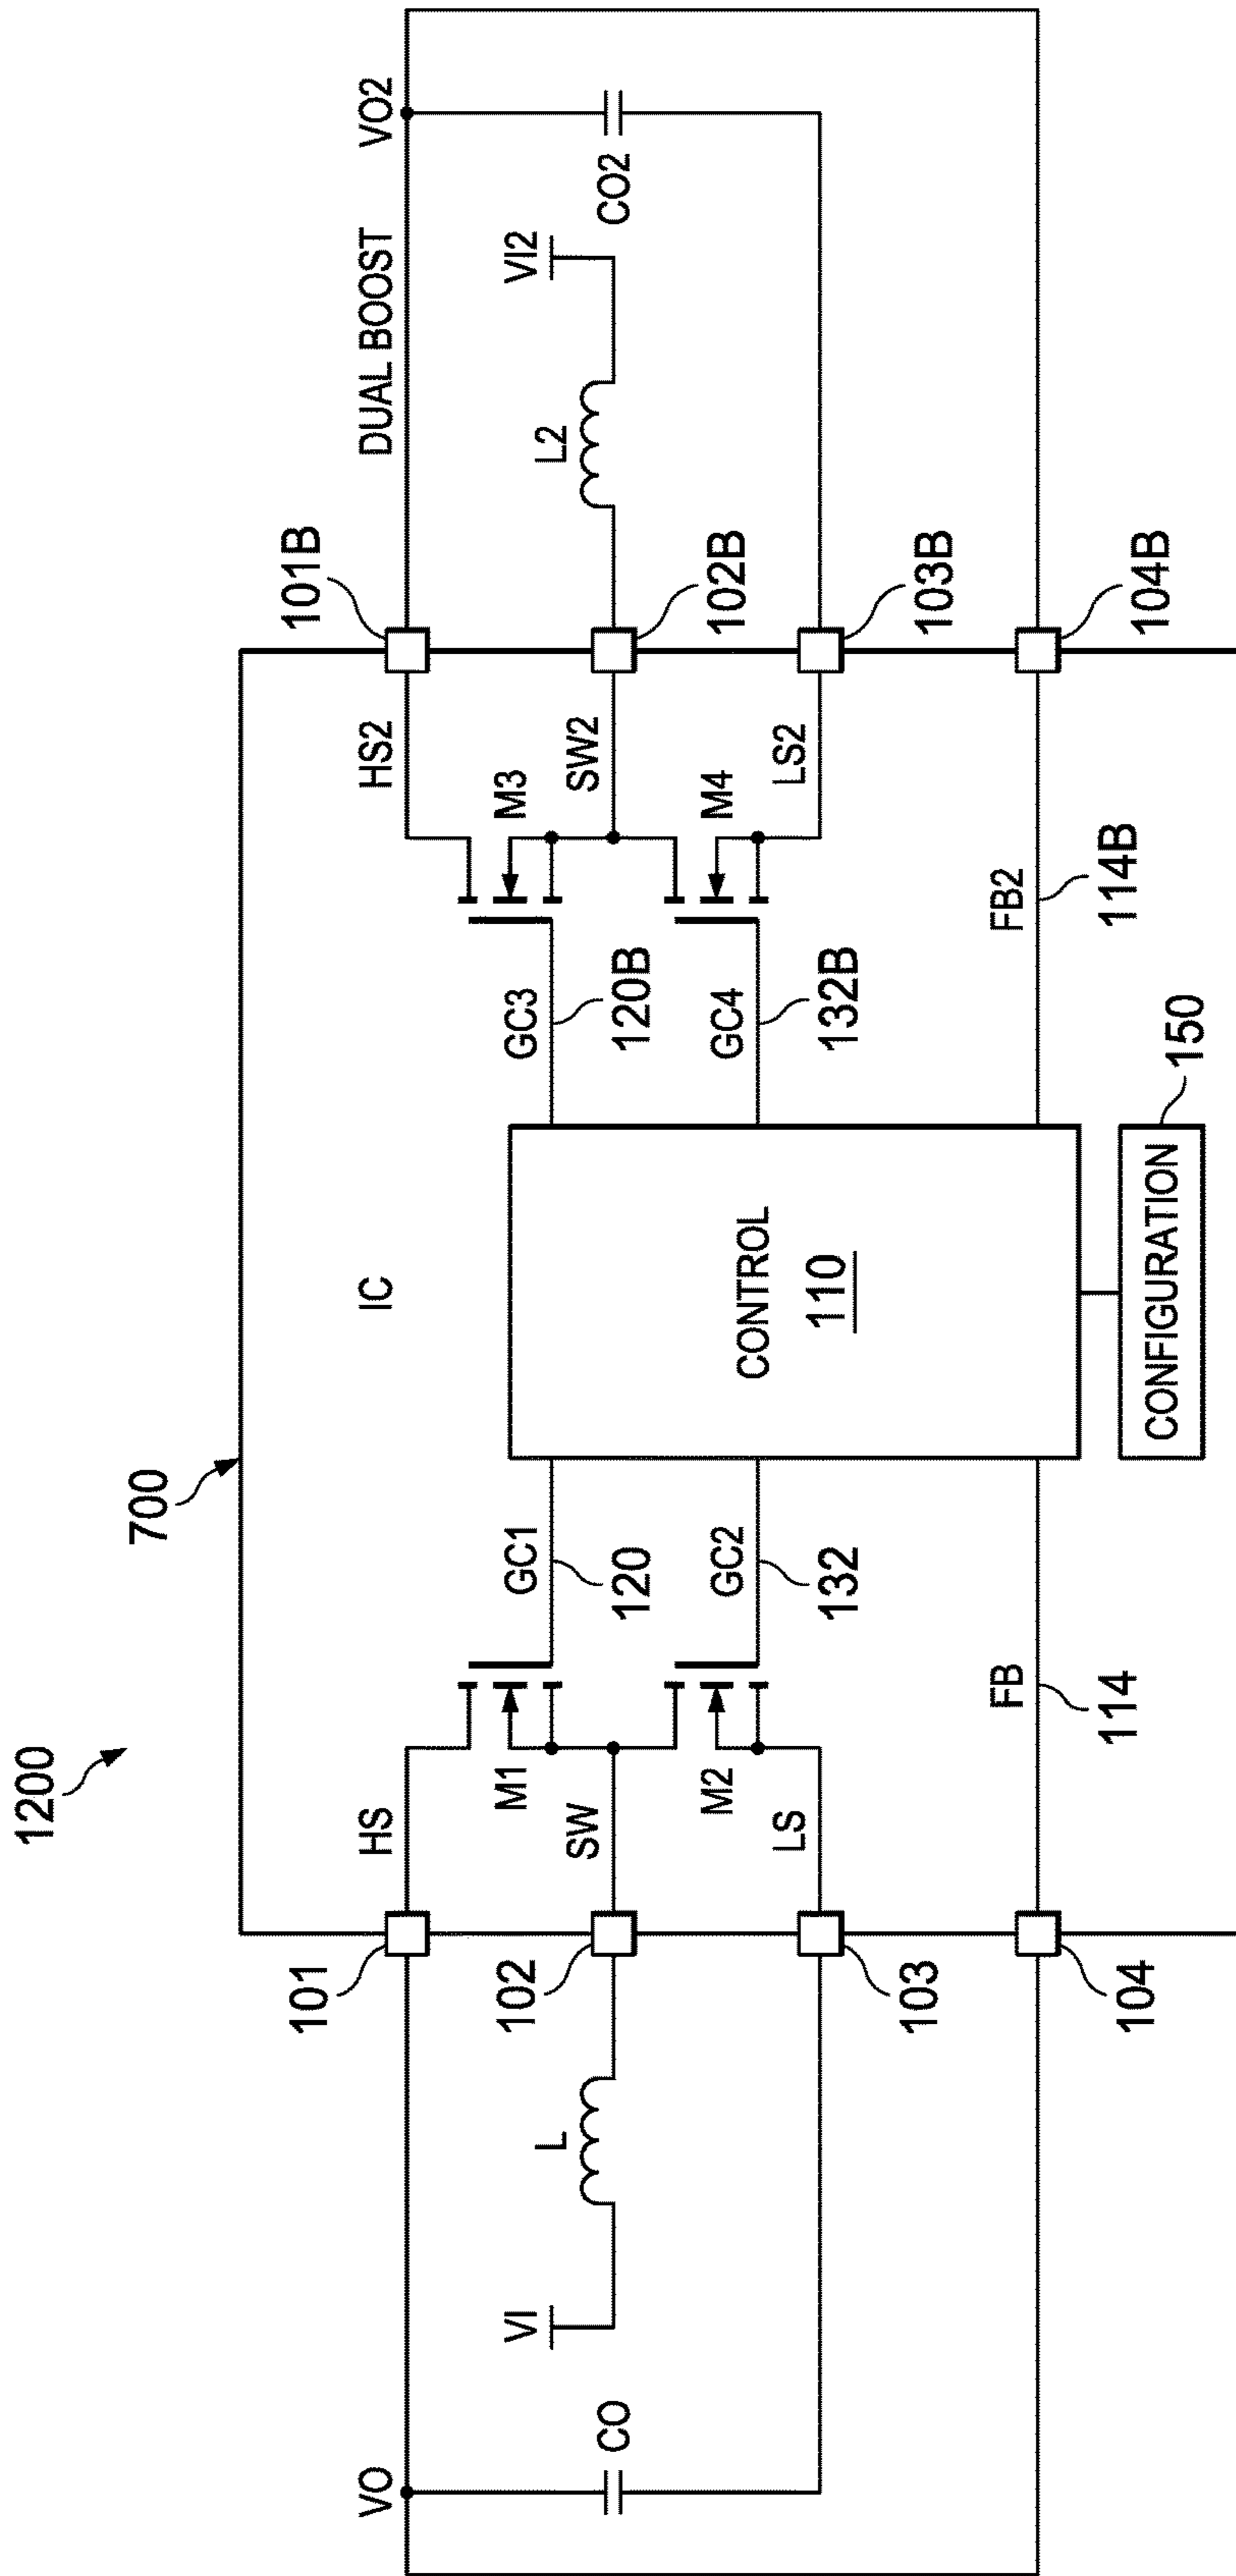 1200
700
VO
HS
IC
HS2
DUAL BOOST
VO2
101
101B
VI
L
SW
M1
GC1
GC3
M3
SW2
L2
VI2
CO
102
120
120B
102B
CO2
LS
M2
GC2
CONTROL
110
GC4
M4
LS2
103
132
132B
103B
FB
FB2
104
114
114B
104B
CONFIGURATION
150